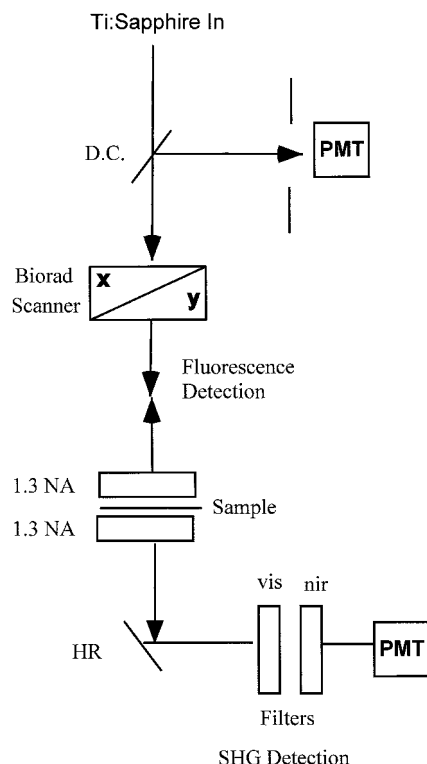 Ti:Sapphire In
D.C.
PMT
Biorad
Scanner
x
y
Fluorescence
Detection
1.3 NA
Sample
1.3 NA
vis nir
HR
PMT
Filters
SHG Detection